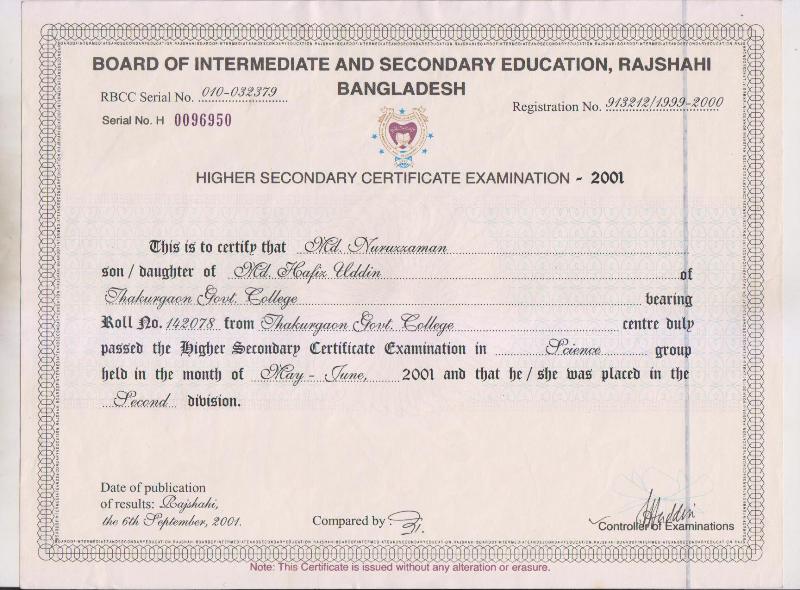 BOARD OF INTERMEDIATE AND SECONDARY EDUCATION, RAJSHAHI
BANGLADESH
RBCC Serial No. 010-032379
Registration No. 913212/1999-2000
Serial No. H 0096950
HIGHER SECONDARY CERTIFICATE EXAMINATION - 2001
This is to certify that Md. Nuruzzaman
son / daughter of Md. Hafiz Uddin of
Thakurgaon Govt. College bearing
Roll No. 142078 from Thakurgaon Govt. College centre duly
passed the Higher Secondary Certificate Examination in Science group
held in the month of May - June, 2001 and that he / she was placed in the
Second division.
Date of publication
of results: Rajshahi,
the 6th September, 2001.
Compared by:
Controller of Examinations
Note: This Certificate is issued without any alteration or erasure.